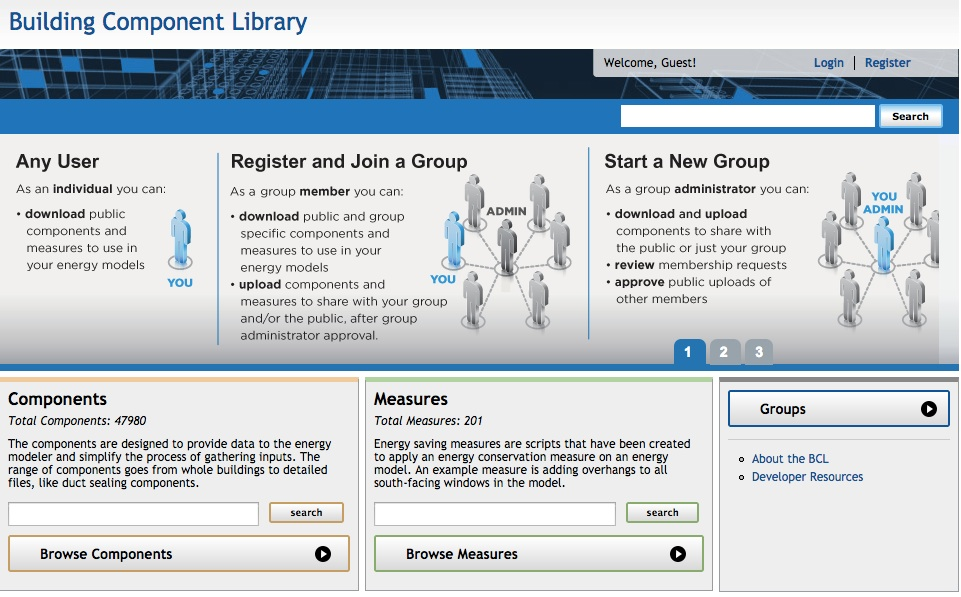 Building Component Library
Welcome, Guest!
Login | Register
Search
Any User
As an individual you can:
• download public
components and
measures to use in
your energy models
YOU
Register and Join a Group
As a group member you can:
• download public and group
specific components and
measures to use in your
energy models
• upload components and
measures to share with your group
and/or the public, after group
administrator approval.
ADMIN
YOU
Start a New Group
As a group administrator you can:
• download and upload
components to share with
the public or just your group
• review membership requests
• approve public uploads of
other members
YOU
ADMIN
1 2 3
Components
Total Components: 47980
The components are designed to provide data to the energy
modeler and simplify the process of gathering inputs. The
range of components goes from whole buildings to detailed
files, like duct sealing components.
search
Browse Components
Measures
Total Measures: 201
Energy saving measures are scripts that have been created
to apply an energy conservation measure on an energy
model. An example measure is adding overhangs to all
south-facing windows in the model.
search
Browse Measures
Groups
About the BCL
Developer Resources